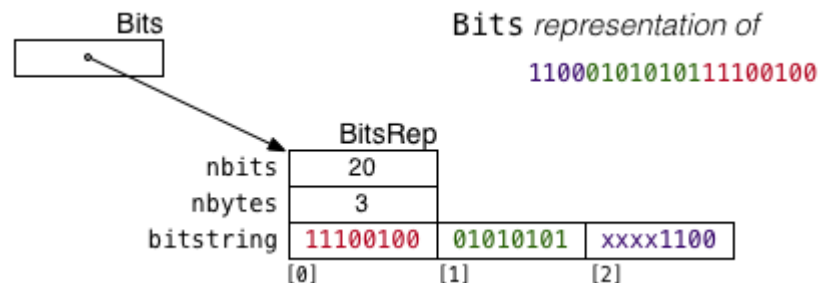 Bits
Bits representation of
11000101010111100100
BitsRep
nbits 20
nbytes 3
bitstring 11100100 01010101 xxxx1100
[0] [1] [2]